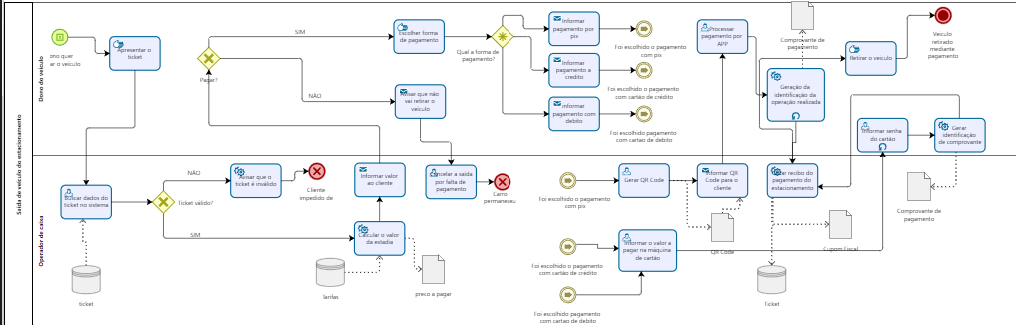 Saída de veículo do estacionamento
Dono do veículo
Operador de caixa
ono quer
ar o veículo
Apresentar o
ticket
Pagar?
SIM
NÃO
Escolher forma
de pagamento
Avisar que não
vai retirar o
veículo
Qual a forma de
pagamento?
Informar
pagamento por
pix
Informar
pagamento a
credito
Informar
pagamento com
debito
Foi escolhido o pagamento
com pix
Foi escolhido o pagamento
com cartão de crédito
Foi escolhido pagamento
com cartao de debito
Processar
pagamento por
APP
Comprovante de
pagamento
Geração da
identificação da
operação realizada
Retirar o veículo
Veículo
retirado
mediante
pagamento
Informar senha
do cartão
Gerar
identificação
de comprovante
Comprovante de
pagamento
Buscar dados do
ticket no sistema
ticket
Ticket válido?
NÃO
SIM
Avisar que o
ticket é inválido
Cliente
impedido de
Informar valor
ao cliente
Calcular o valor
da estadia
Tarifas
preco a pagar
Cancelar a saida
por falta de
pagamento
Carro
permaneceu
Foi escolhido o pagamento
com pix
Gerar QR Code
Informar QR
Code para o
cliente
QR Code
Gerar recibo do
pagamento do
estacionamento
Cupom Fiscal
Ticket
Foi escolhido o pagamento
com cartão de crédito
Informar o valor a
pagar na máquina
de cartão
Foi escolhido pagamento
com cartao de debito